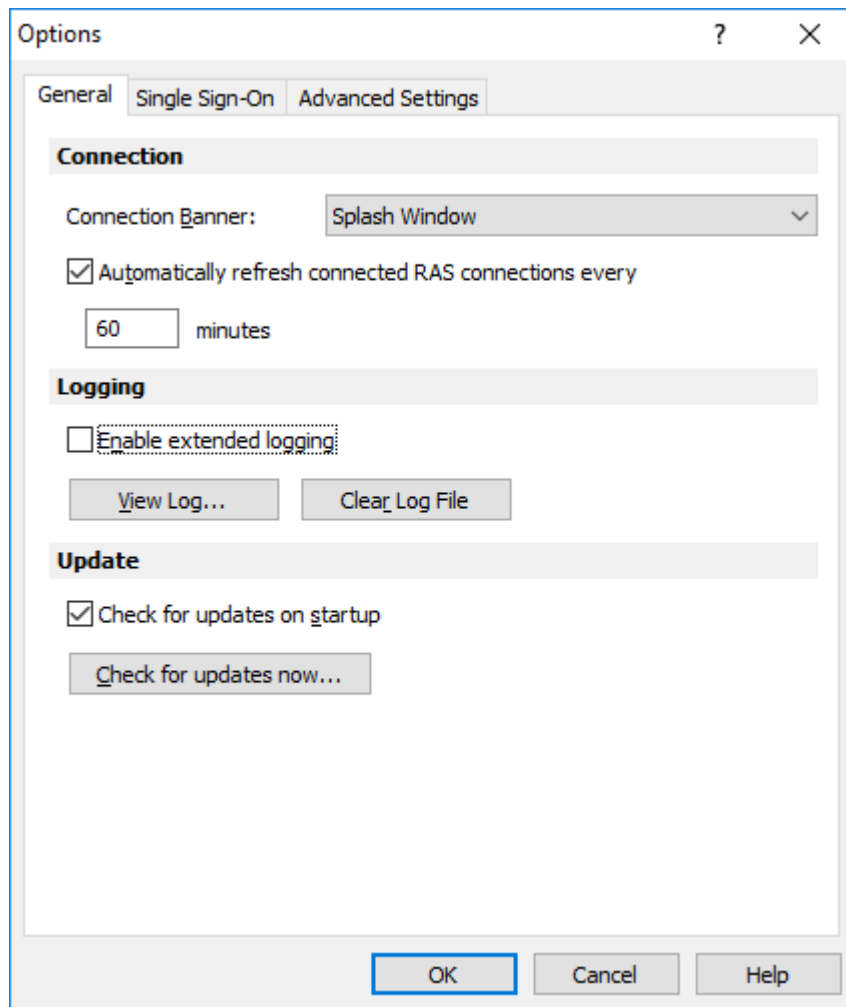 Options
General Single Sign-On Advanced Settings
Connection
Connection Banner: Splash Window
Automatically refresh connected RAS connections every
60 minutes
Logging
Enable extended logging
View Log... Clear Log File
Update
Check for updates on startup
Check for updates now...
OK Cancel Help